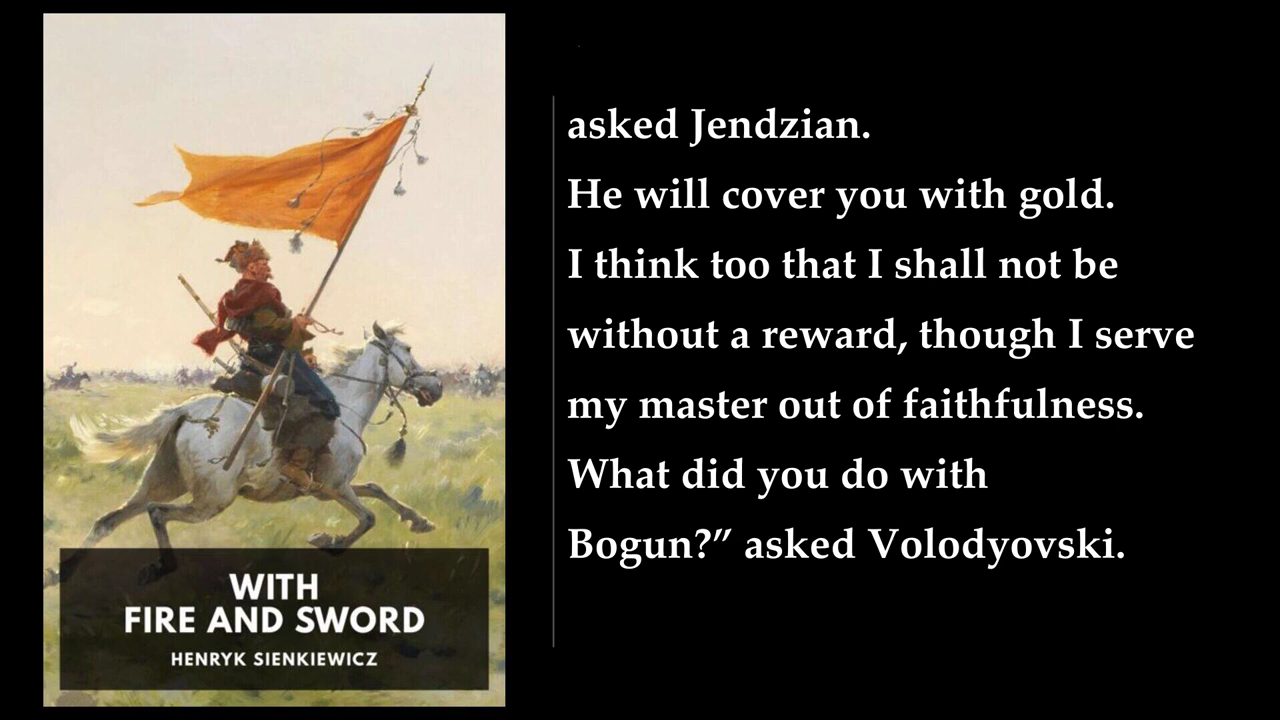 WITH
FIRE AND SWORD
HENRYK SIENKIEWICZ
asked Jendzian.
He will cover you with gold.
I think too that I shall not be
without a reward, though I serve
my master out of faithfulness.
What did you do with
Bogun?” asked Volodyovski.